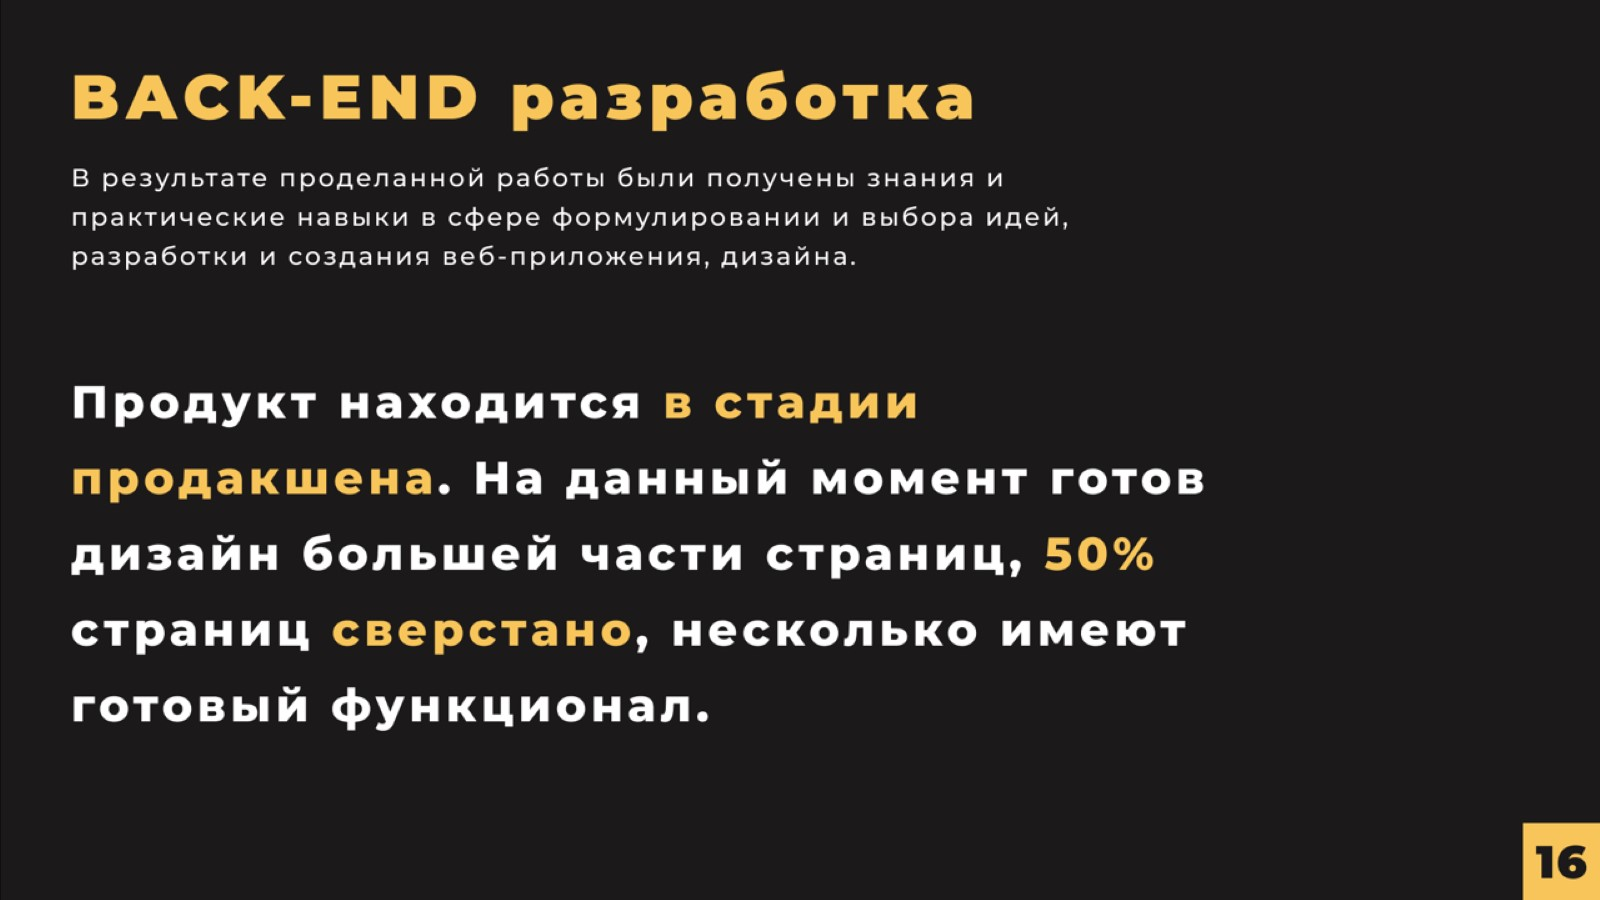 BACK-END разработка
В результате проделанной работы были получены знания и
практические навыки в сфере формулировании и выбора идей,
разработки и создания веб-приложения, дизайна.
Продукт находится в стадии
продакшена. На данный момент готов
дизайн большей части страниц, 50%
страниц сверстано, несколько имеют
готовый функционал.
16